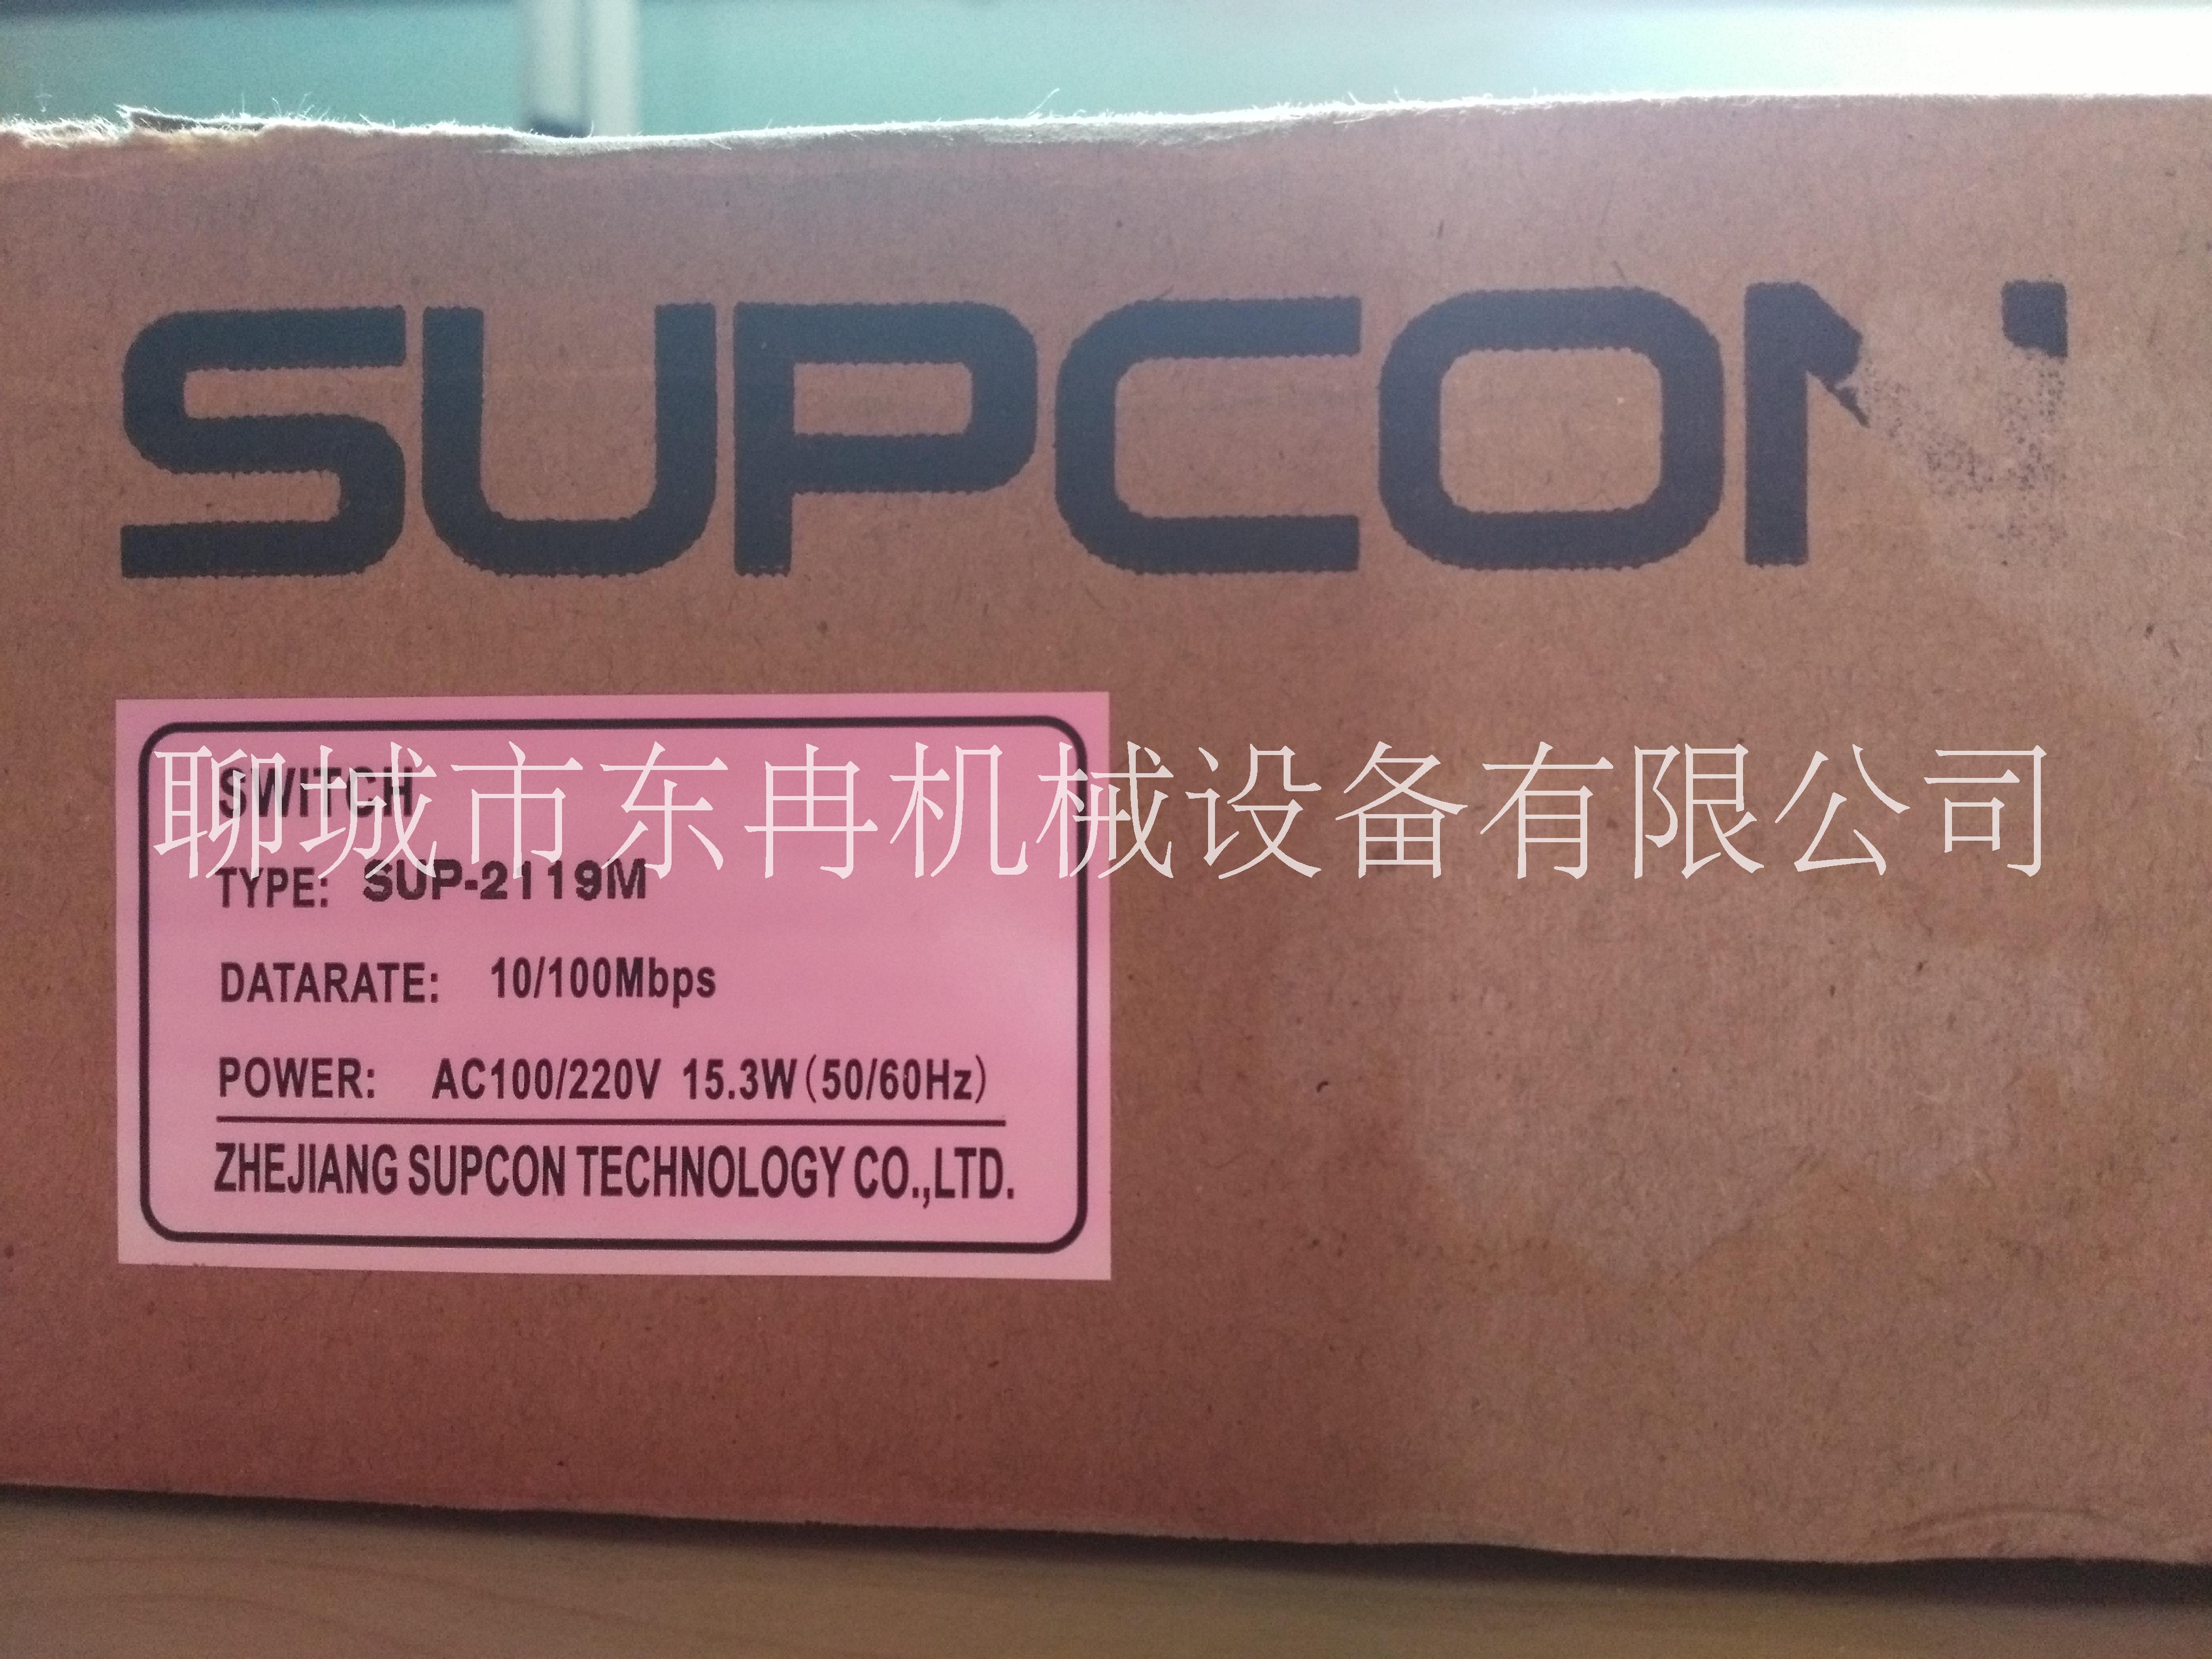 SUPCON
聊城市东冉机械设备有限公司
SWITCH
TYPE: SUP-2119M
DATARATE: 10/100Mbps
POWER: AC100/220V 15.3W(50/60Hz)
ZHEJIANG SUPCON TECHNOLOGY CO.,LTD.